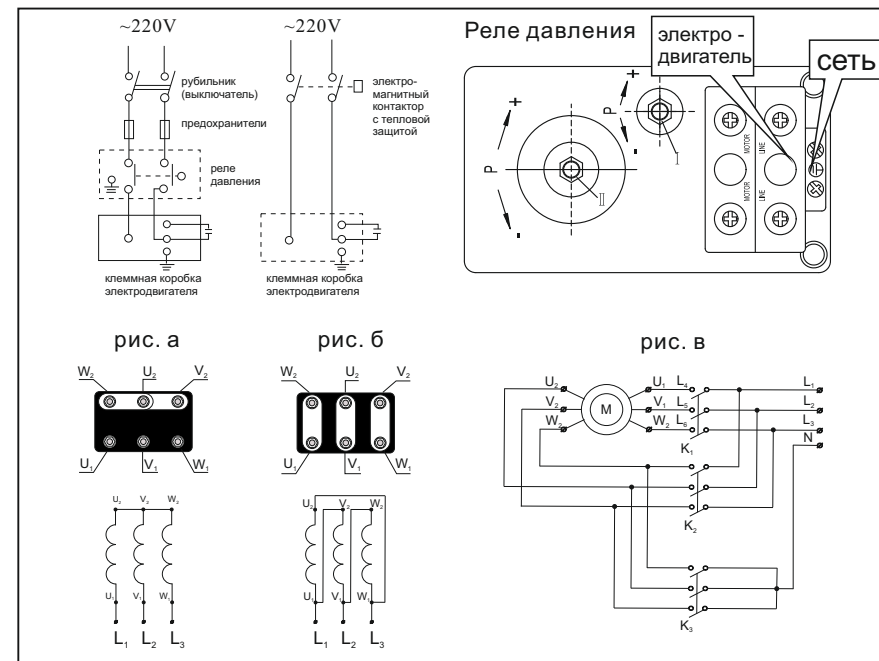 ~220V
~220V
рубильник
(выключатель)
предохранители
реле
давления
клеммная коробка
электродвигателя
электро-
магнитный
контактор
с тепловой
защитой
клеммная коробка
электродвигателя
Реле давления
электро -
двигатель
сеть
+
P
-
II
+
P
-
I
MOTOR
LINE
MOTOR
LINE
рис. а
W₂ U₂ V₂
U₁ V₁ W₁
U₂ V₂ W₂
U₁ V₁ W₁
L₁ L₂ L₃
рис. б
W₂ U₂ V₂
U₁ V₁ W₁
U₂ V₂ W₂
U₁ V₁ W₁
L₁ L₂ L₃
рис. в
U₂ U₁ L₄ L₁
V₂ M V₁ L₅ L₂
W₂ W₂ L₆ L₃
K₁ N
K₂
K₃